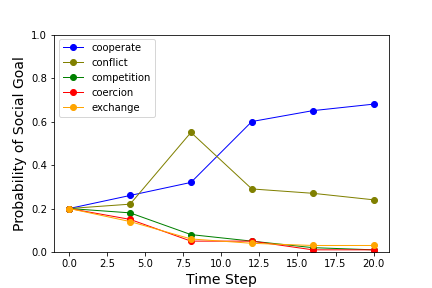 1.0
0.8
0.6
0.4
0.2
0.0
Probability of Social Goal
cooperate
conflict
competition
coercion
exchange
0.0 2.5 5.0 7.5 10.0 12.5 15.0 17.5 20.0
Time Step